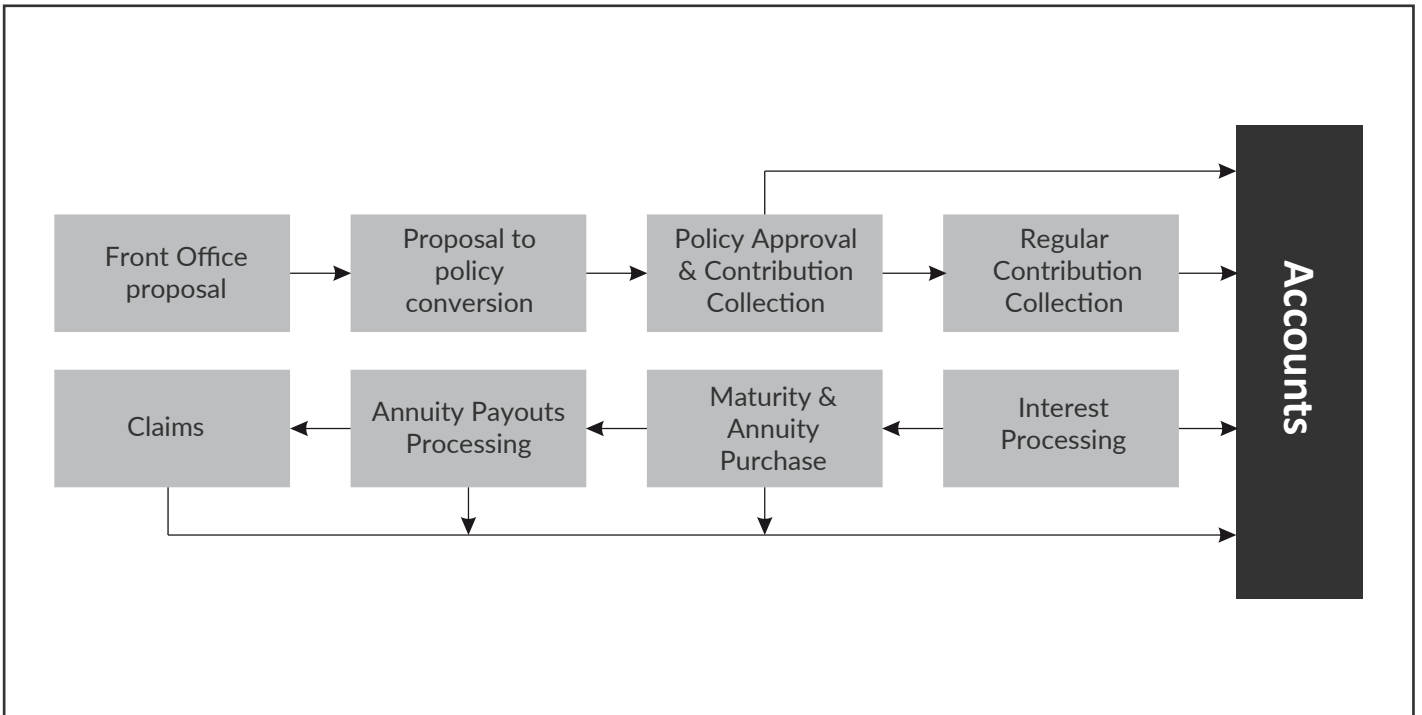 Front Office
proposal
Proposal to
policy
conversion
Policy Approval
& Contribution
Collection
Regular
Contribution
Collection
Accounts
Claims
Annuity Payouts
Processing
Maturity &
Annuity
Purchase
Interest
Processing